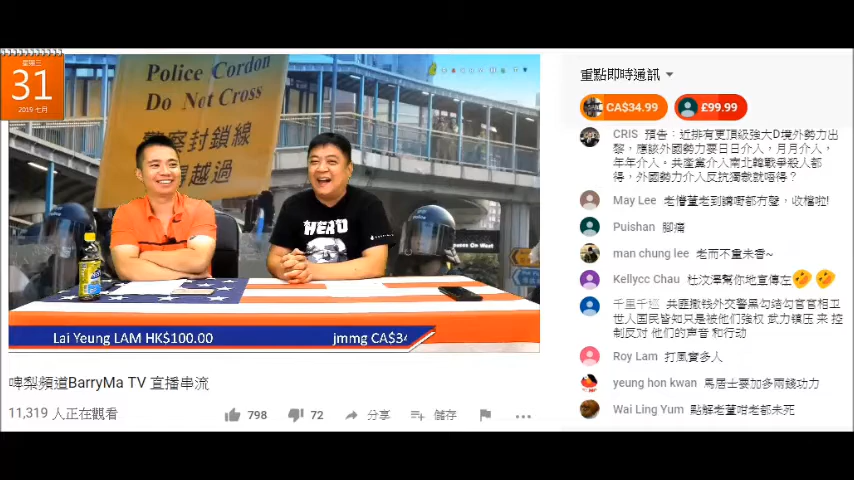 星期三
31
2019 七月
Police Cordon
Do Not Cross
警察封鎖線
越過
HERO
Lai Yeung LAM HK$100.00
jmmg CA$34
啤梨頻道BarryMa TV 直播串流
11,319 人正在觀看
798
72
分享
儲存
重點即時通訊
CA$34.99
£99.99
CRIS 預告：近排有更頂級強大D境外勢力出
黎，應該外國勢力要日日介入，月月介入，
年年介入。共產黨介入南北韓戰爭殺人都
得，外國勢力介入反抗獨裁就唔得？
May Lee 老懵董老到講嘢都冇聲，收檔啦!
Puishan 腳痛
man chung lee 老而不董未香~
Kellycc Chau 杜汶澤幫你地宣傳左
千里千巡 共匪撒钱外交警黑勾结勾官官相卫
世人国民皆知只是被他们強权 武力镇压 来 控
制反对 他们的声音 和行动
Roy Lam 打風賞多人
yeung hon kwan 馬居士要加多兩錢功力
Wai Ling Yum 點解老董咁老都未死